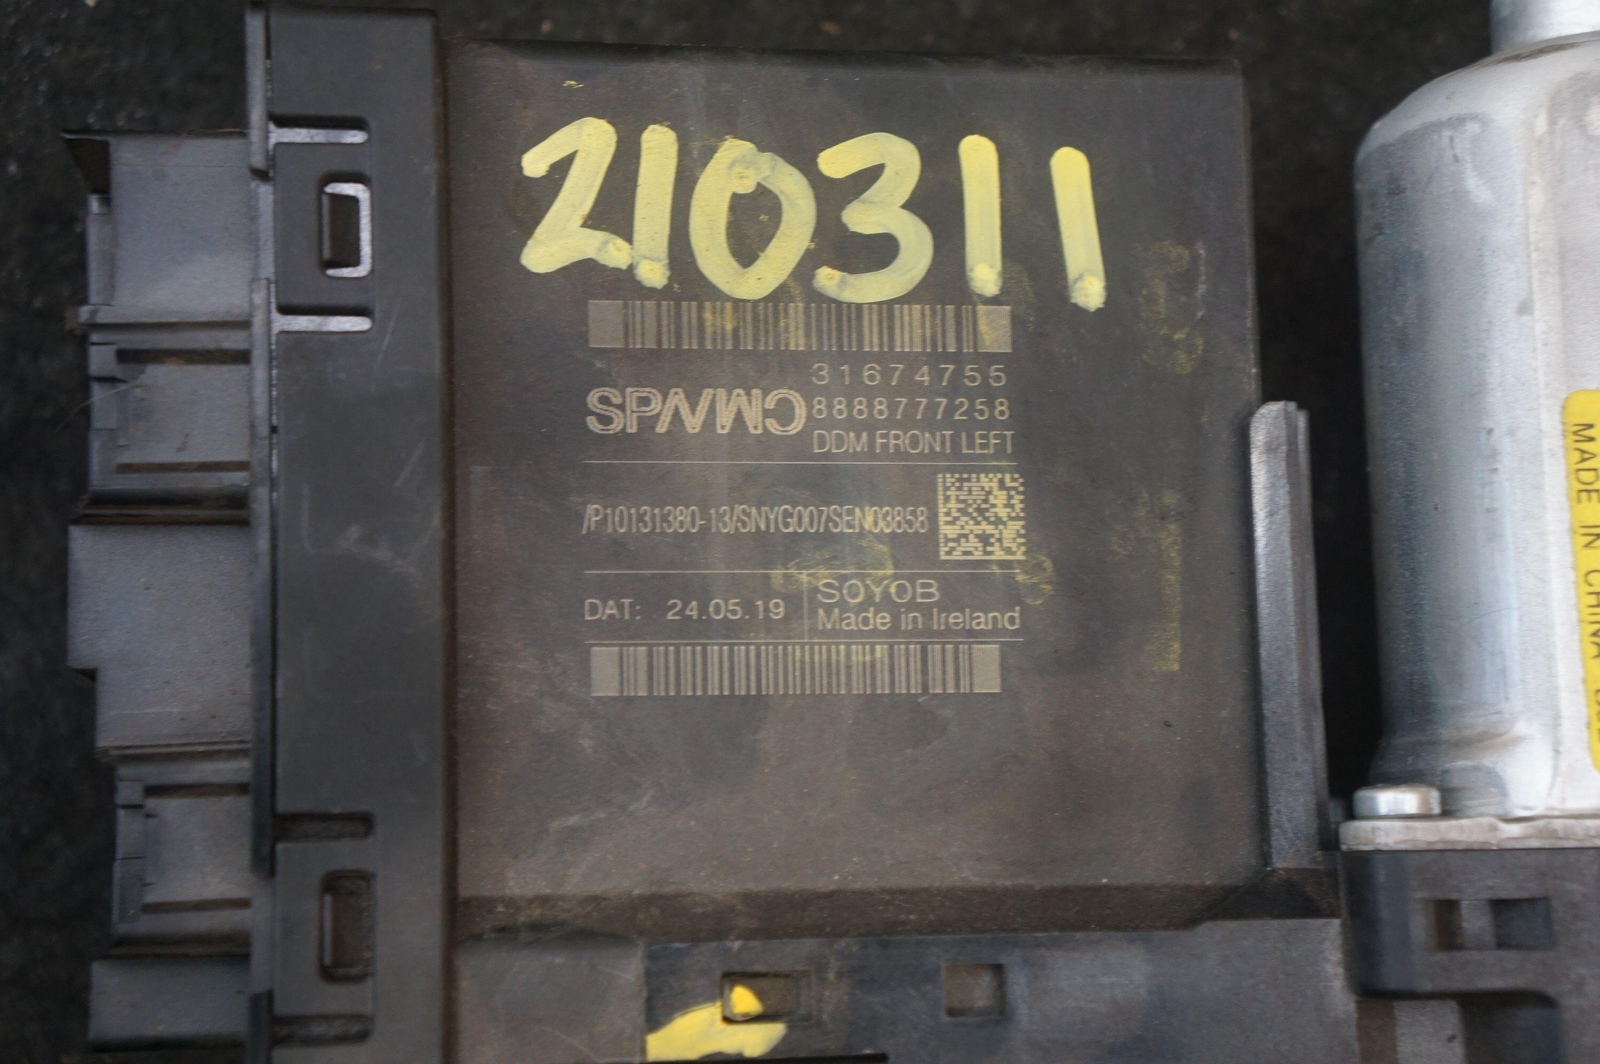 210311
31674755
8888777258
DDM FRONT LEFT
/P10131380-13/SNYG007SEN03858
DAT: 24.05.19
SOYOB
Made in Ireland
MADE IN CHINA